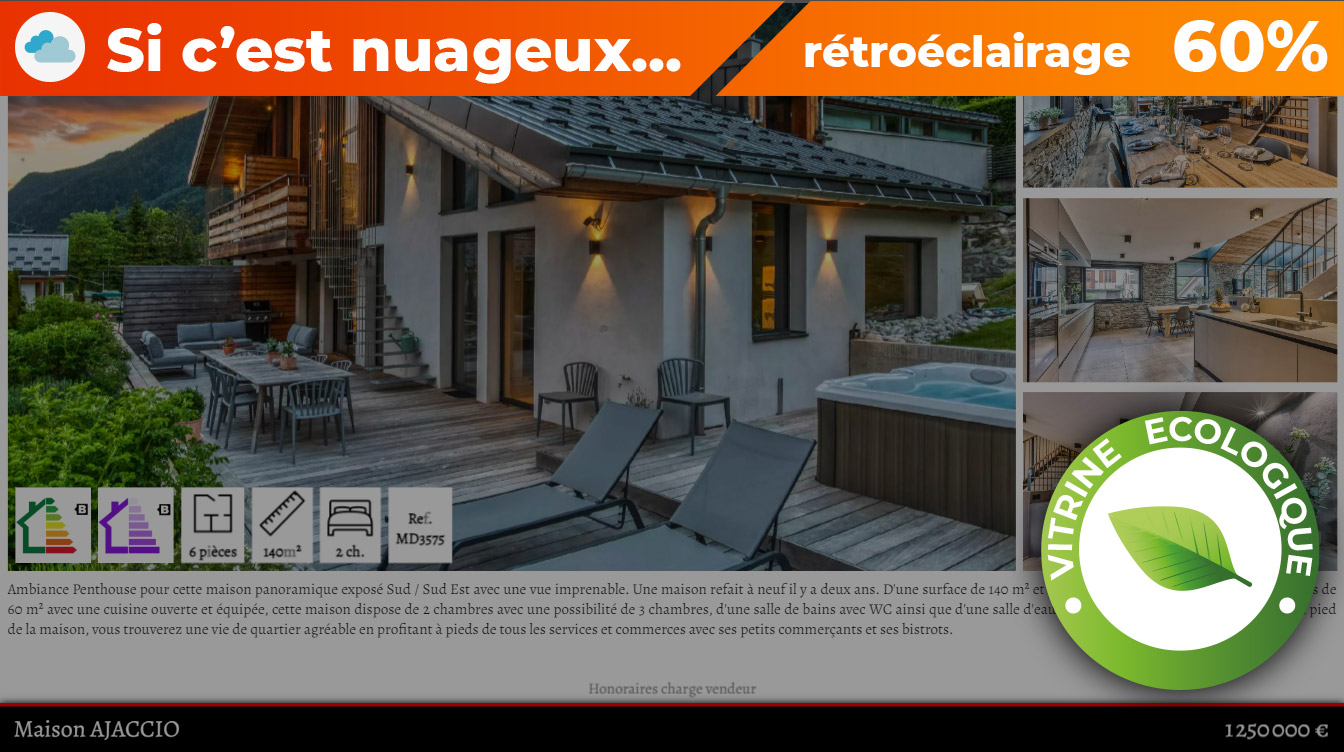 Si c'est nuageux...
rétroéclairage 60%
B
B
6 pièces
140m²
2 ch.
Ref.
MD3575
VITRINE ECOLOGIQUE
Ambiance Penthouse pour cette maison panoramique exposé Sud / Sud Est avec une vue imprenable. Une maison refait à neuf il y a deux ans. D'une surface de 140 m² et de
60 m² avec une cuisine ouverte et équipée, cette maison dispose de 2 chambres avec une possibilité de 3 chambres, d'une salle de bains avec WC ainsi que d'une salle d'eau pied
de la maison, vous trouverez une vie de quartier agréable en profitant à pieds de tous les services et commerces avec ses petits commerçants et ses bistrots.
Honoraires charge vendeur
Maison AJACCIO
1 250 000 €